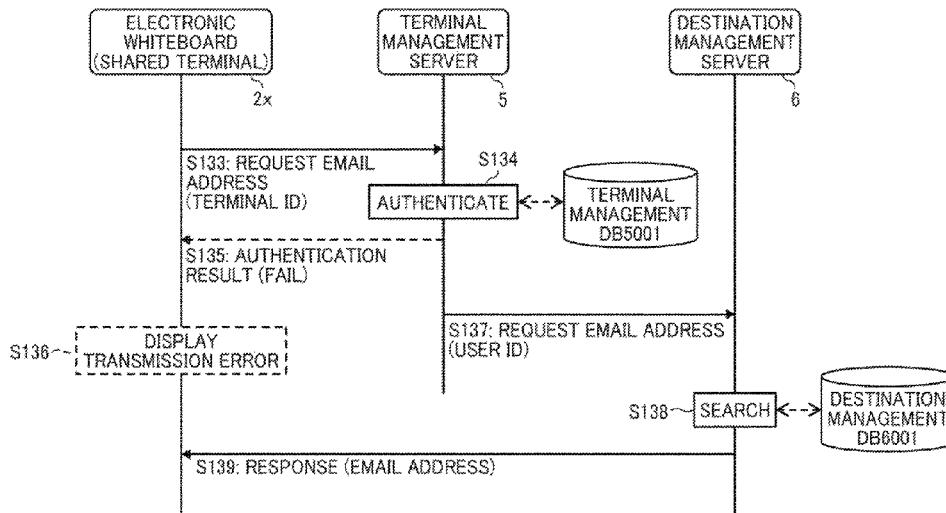 ELECTRONIC
WHITEBOARD
(SHARED TERMINAL)
2x
TERMINAL
MANAGEMENT
SERVER
5
DESTINATION
MANAGEMENT
SERVER
6
S133: REQUEST EMAIL
ADDRESS
(TERMINAL ID)
S134
AUTHENTICATE
TERMINAL
MANAGEMENT
DB5001
S135: AUTHENTICATION
RESULT (FAIL)
S137: REQUEST EMAIL ADDRESS
(USER ID)
S136
DISPLAY
TRANSMISSION ERROR
S138
SEARCH
DESTINATION
MANAGEMENT
DB6001
S139: RESPONSE (EMAIL ADDRESS)